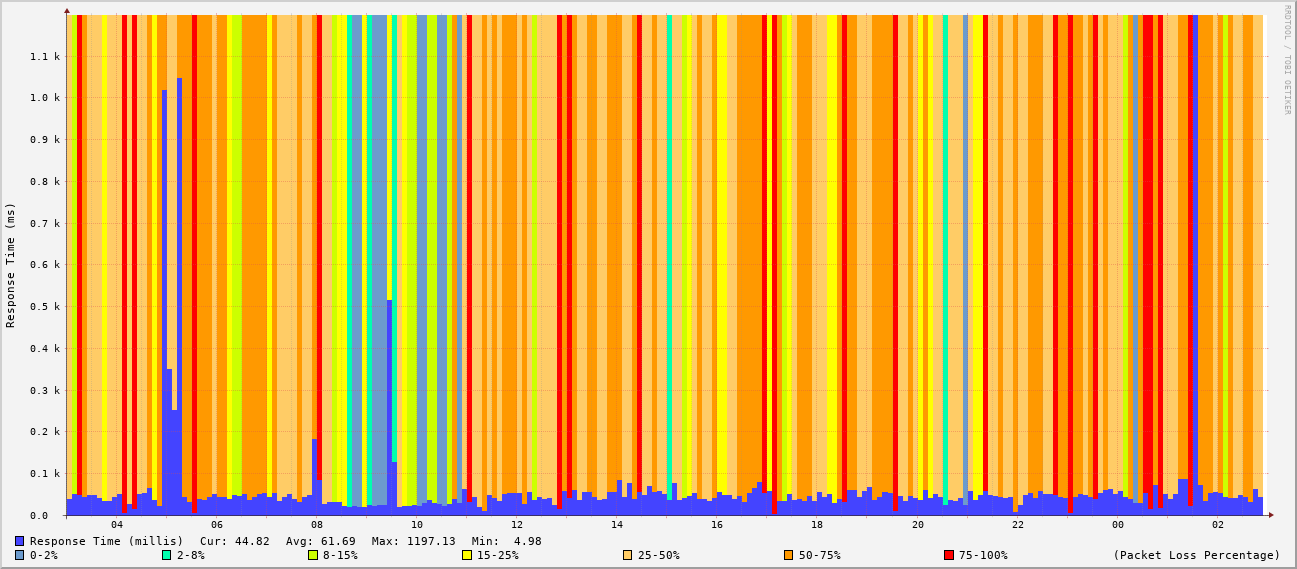 RRDTOOL / TOBI OETIKER
Response Time (ms)
1.1 k
1.0 k
0.9 k
0.8 k
0.7 k
0.6 k
0.5 k
0.4 k
0.3 k
0.2 k
0.1 k
0.0
04 06 08 10 12 14 16 18 20 22 00 02
Response Time (millis) Cur: 44.82 Avg: 61.69 Max: 1197.13 Min: 4.98
0-2% 2-8% 8-15% 15-25% 25-50% 50-75% 75-100% (Packet Loss Percentage)